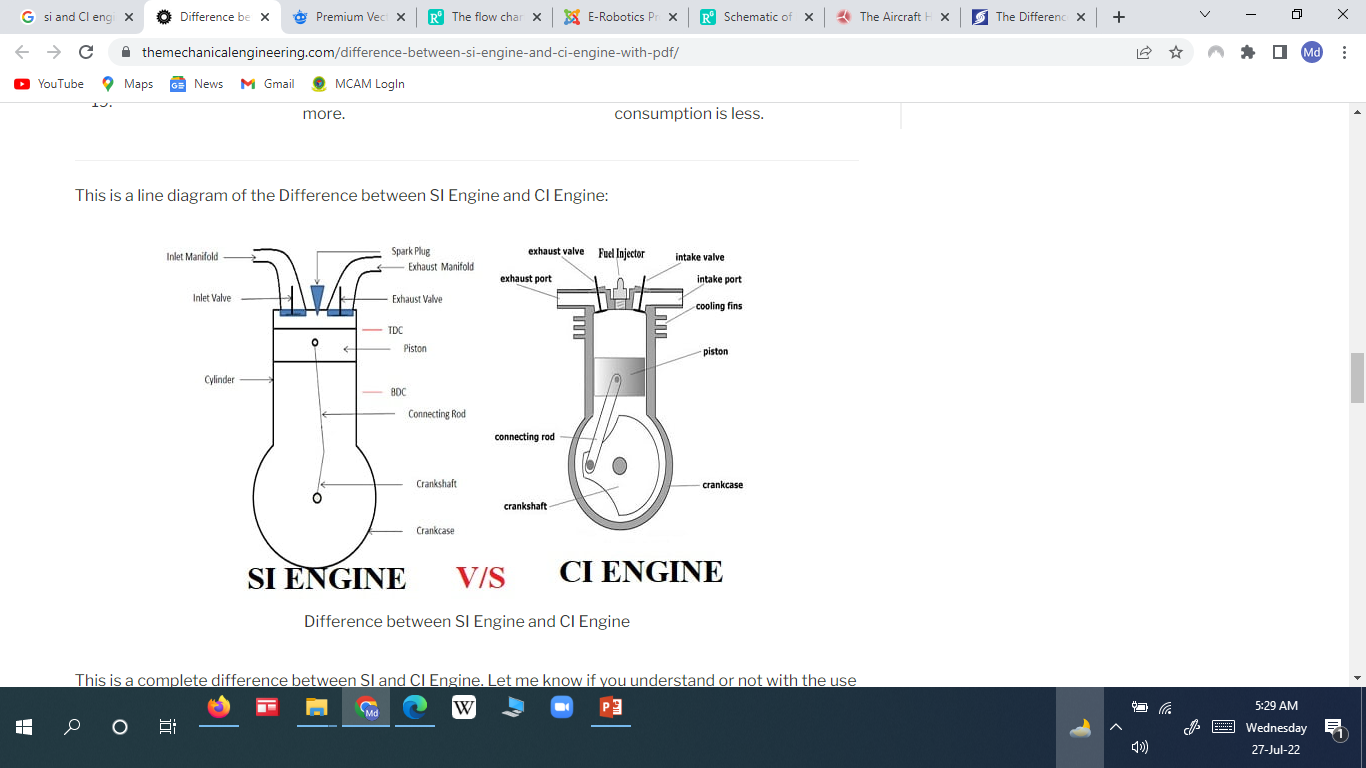 si and CI engi
Difference be
Premium Vec
The flow char
E-Robotics Pr
Schematic of
The Aircraft H
The Differenc
themechanicalengineering.com/difference-between-si-engine-and-ci-engine-with-pdf/
Md
YouTube
Maps
News
Gmail
MCAM LogIn
more.
consumption is less.
This is a line diagram of the Difference between SI Engine and CI Engine:
Inlet Manifold
Spark Plug
Exhaust Manifold
Inlet Valve
Exhaust Valve
TDC
Piston
Cylinder
BDC
Connecting Rod
Crankshaft
Crankcase
exhaust valve
Fuel Injector
intake valve
exhaust port
intake port
cooling fins
piston
connecting rod
crankcase
crankshaft
SI ENGINE V/S CI ENGINE
Difference between SI Engine and CI Engine
This is a complete difference between SI and CI Engine. Let me know if you understand or not with the use
5:29 AM
Wednesday
27-Jul-22
1